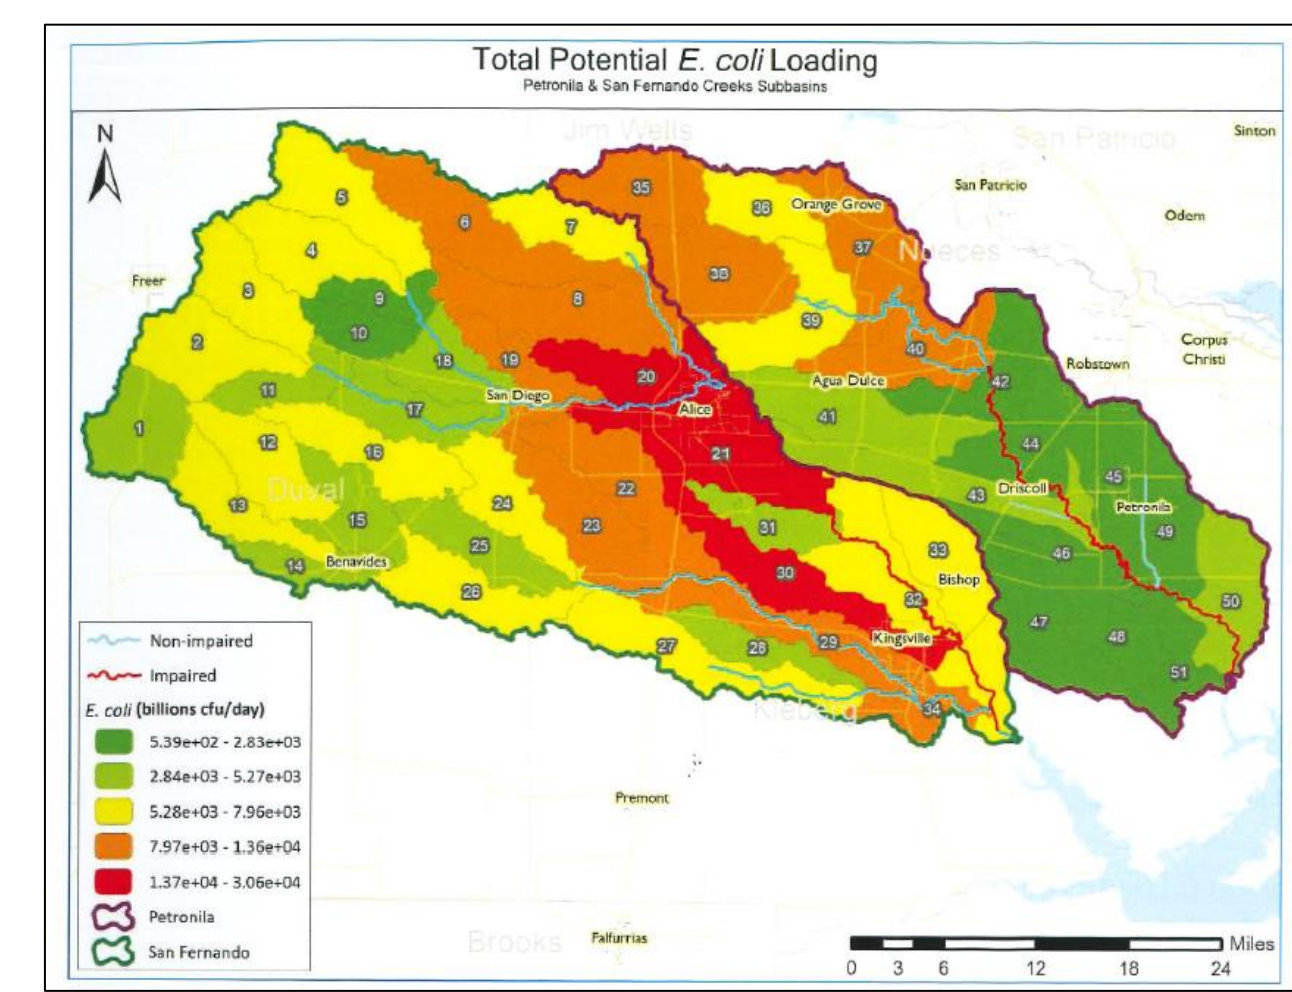 Total Potential E. coli Loading
Petronila & San Fernando Creeks Subbasins
N
Jim Wells
San Patricio
Sinton
San Patricio
Odem
Orange Grove
Nueces
Freer
Corpus
Christi
Robstown
San Diego
Agua Dulce
Alice
Duval
Driscoll
Petronila
Benavides
Bishop
Kingsville
Kleberg
Premont
Brooks
Falfurrias
1
2
3
4
5
6
7
8
9
10
11
12
13
14
15
16
17
18
19
20
21
22
23
24
25
26
27
28
29
30
31
32
33
34
35
36
37
38
39
40
41
42
43
44
45
46
47
48
49
50
51
Non-impaired
Impaired
E. coli (billions cfu/day)
5.39e+02 - 2.83e+03
2.84e+03 - 5.27e+03
5.28e+03 - 7.96e+03
7.97e+03 - 1.36e+04
1.37e+04 - 3.06e+04
Petronila
San Fernando
Miles
0 3 6 12 18 24